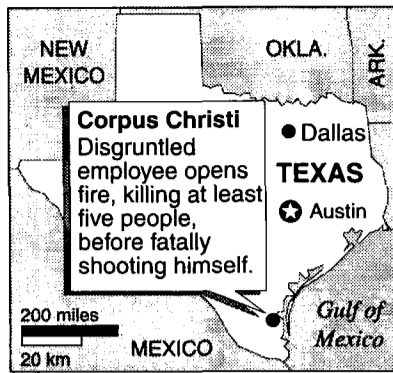 NEW
MEXICO
OKLA.
ARK.
Corpus Christi
Disgruntled
employee opens
fire, killing at least
five people,
before fatally
shooting himself.
Dallas
TEXAS
Austin
200 miles
20 km
MEXICO
Gulf of
Mexico